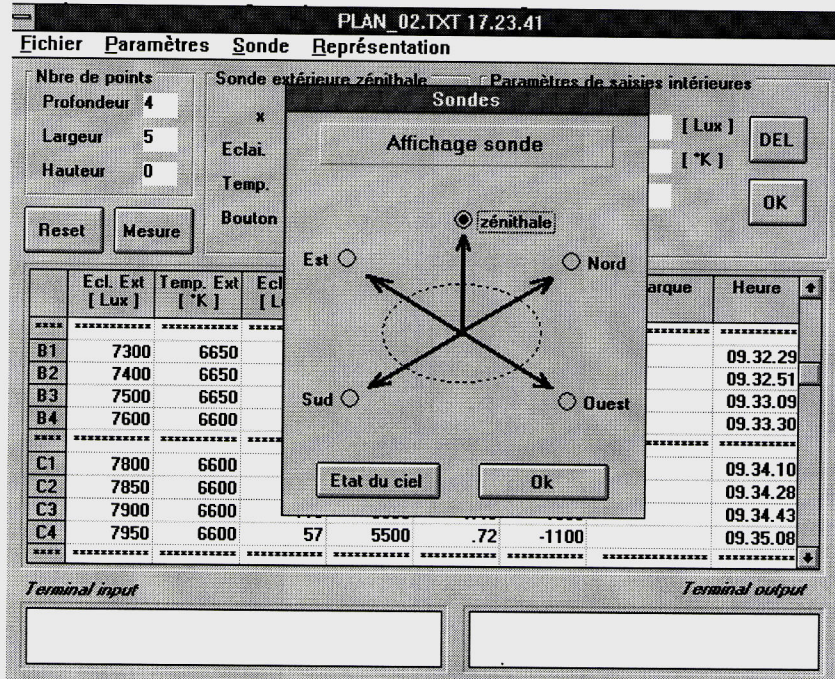 PLAN_02.TXT 17.23.41
Fichier Paramètres Sonde Représentation
Nbre de points
Profondeur 4
Largeur 5
Hauteur 0
Reset Mesure
Sonde extérieure zénithale
x
Eclai.
Temp.
Bouton
Paramètres de saisies intérieures
[ Lux ]
[ °K ]
DEL
OK
Sondes
Affichage sonde
zénithale
Est
Nord
Sud
Ouest
Etat du ciel Ok
Ecl. Ext [ Lux ] Temp. Ext [ °K ] Heure
**** *********** *********** *********
B1 7300 6650 09.32.29
B2 7400 6650 09.32.51
B3 7500 6650 09.33.09
B4 7600 6600 09.33.30
**** *********** *********** *********
C1 7800 6600 09.34.10
C2 7850 6600 09.34.28
C3 7900 6600 09.34.43
C4 7950 6600 57 5500 .72 -1100 09.35.08
**** *********** *********** *********** *********** *********** *********** *************** ***********
Terminal input Terminal output